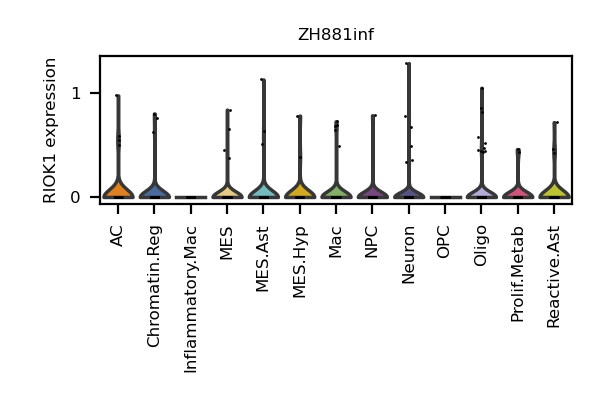 ZH881inf
RIOK1 expression
1
0
AC
Chromatin.Reg
Inflammatory.Mac
MES
MES.Ast
MES.Hyp
Mac
NPC
Neuron
OPC
Oligo
Prolif.Metab
Reactive.Ast